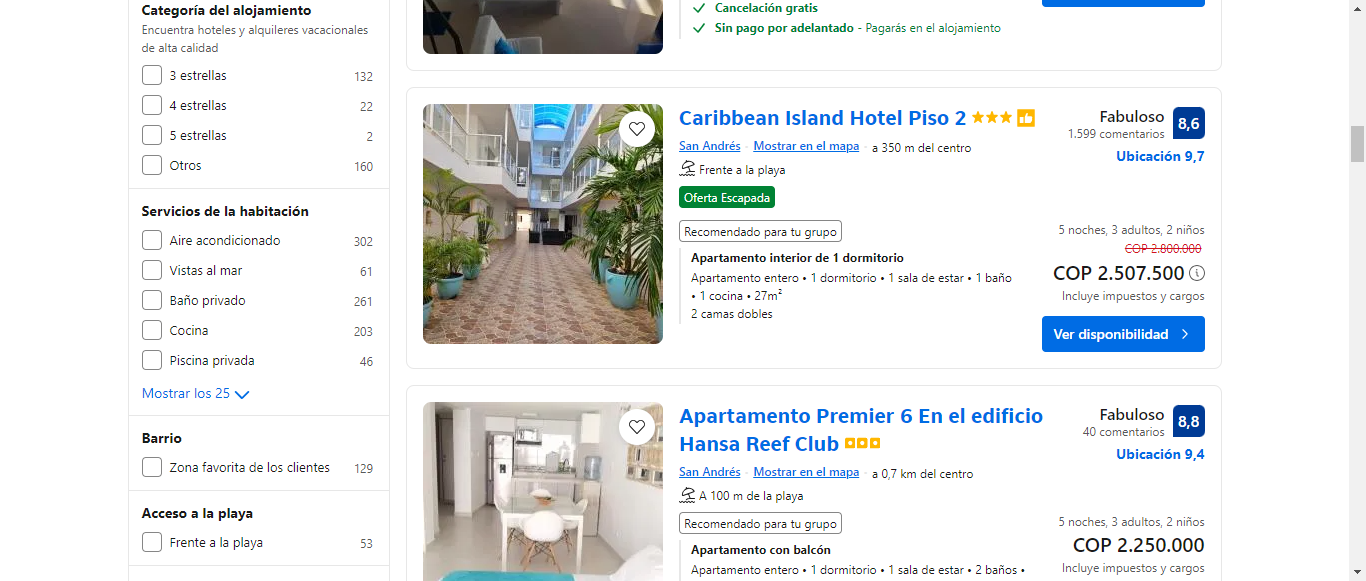 Categoría del alojamiento
Encuentra hoteles y alquileres vacacionales
de alta calidad
3 estrellas 132
4 estrellas 22
5 estrellas 2
Otros 160
Servicios de la habitación
Aire acondicionado 302
Vistas al mar 61
Baño privado 261
Cocina 203
Piscina privada 46
Mostrar los 25
Barrio
Zona favorita de los clientes 129
Acceso a la playa
Frente a la playa 53
Cancelación gratis
Sin pago por adelantado - Pagarás en el alojamiento
Caribbean Island Hotel Piso 2
San Andrés · Mostrar en el mapa · a 350 m del centro
Frente a la playa
Oferta Escapada
Recomendado para tu grupo
Apartamento interior de 1 dormitorio
Apartamento entero • 1 dormitorio • 1 sala de estar • 1 baño
• 1 cocina • 27m²
2 camas dobles
Fabuloso 8,6
1.599 comentarios
Ubicación 9,7
5 noches, 3 adultos, 2 niños
COP 2.800.000
COP 2.507.500
Incluye impuestos y cargos
Ver disponibilidad
Apartamento Premier 6 En el edificio
Hansa Reef Club
San Andrés · Mostrar en el mapa · a 0,7 km del centro
A 100 m de la playa
Recomendado para tu grupo
Apartamento con balcón
Apartamento entero • 1 dormitorio • 1 sala de estar • 2 baños •
Fabuloso 8,8
40 comentarios
Ubicación 9,4
5 noches, 3 adultos, 2 niños
COP 2.250.000
Incluye impuestos y cargos